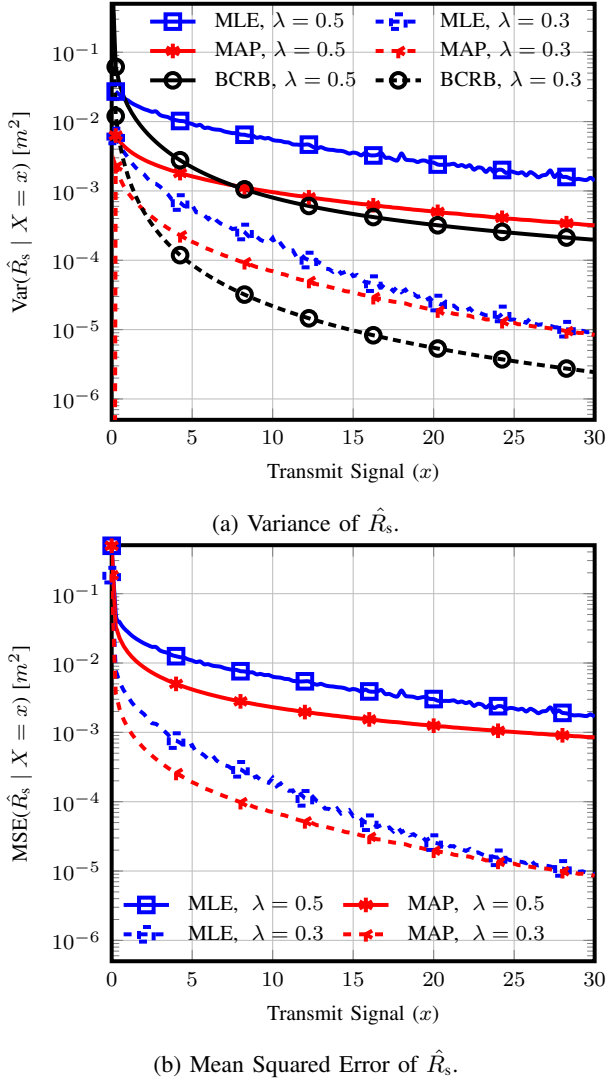 MLE, λ = 0.5 MLE, λ = 0.3
MAP, λ = 0.5 MAP, λ = 0.3
BCRB, λ = 0.5 BCRB, λ = 0.3
Var(R̂ₛ | X = x) [m²]
10⁻¹
10⁻²
10⁻³
10⁻⁴
10⁻⁵
10⁻⁶
0 5 10 15 20 25 30
Transmit Signal (x)
(a) Variance of R̂ₛ.
MSE(R̂ₛ | X = x) [m²]
10⁻¹
10⁻²
10⁻³
10⁻⁴
10⁻⁵
10⁻⁶
MLE, λ = 0.5 MAP, λ = 0.5
MLE, λ = 0.3 MAP, λ = 0.3
0 5 10 15 20 25 30
Transmit Signal (x)
(b) Mean Squared Error of R̂ₛ.